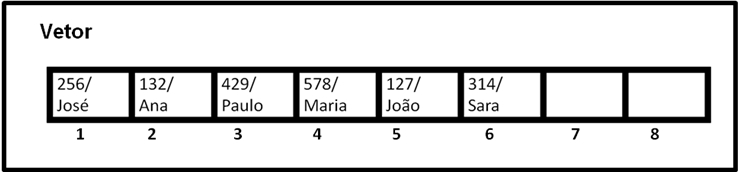 Vetor
256/ 132/ 429/ 578/ 127/ 314/
José Ana Paulo Maria João Sara
1 2 3 4 5 6 7 8